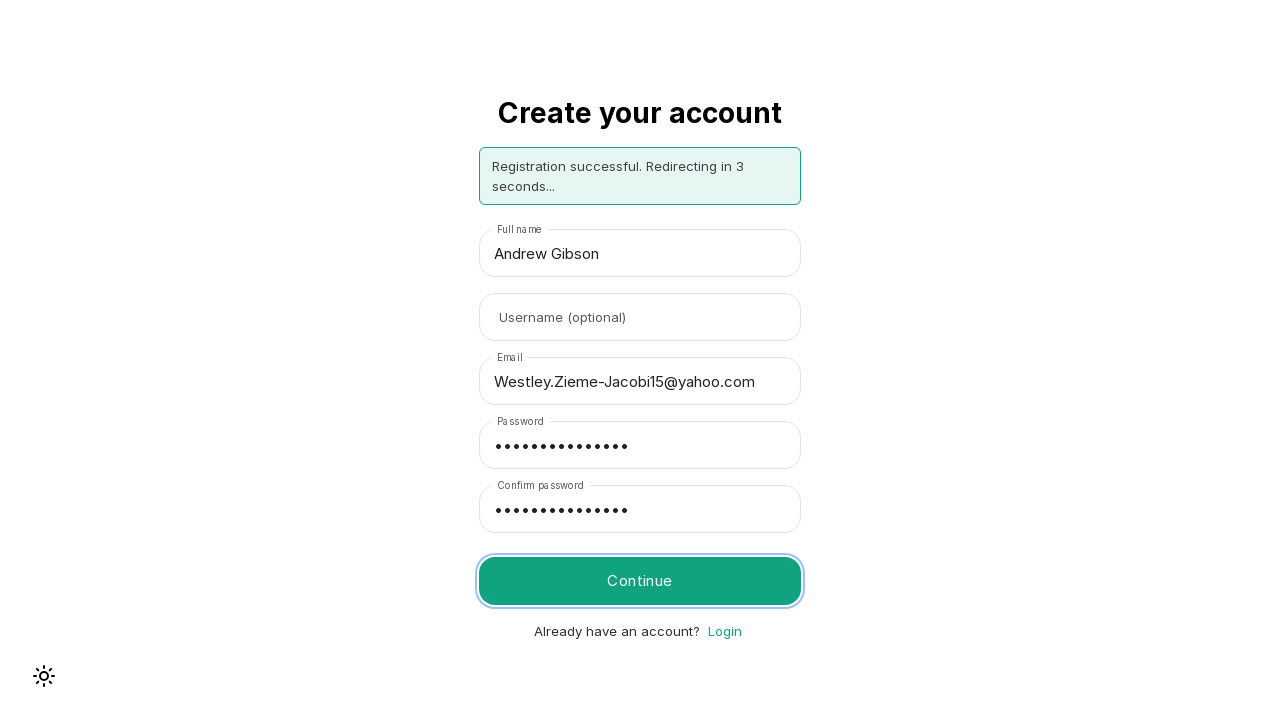 Create your account
Registration successful. Redirecting in 3
seconds...
Full name
Andrew Gibson
Username (optional)
Email
Westley.Zieme-Jacobi15@yahoo.com
Password
•••••••••••••••
Confirm password
•••••••••••••••
Continue
Already have an account? Login